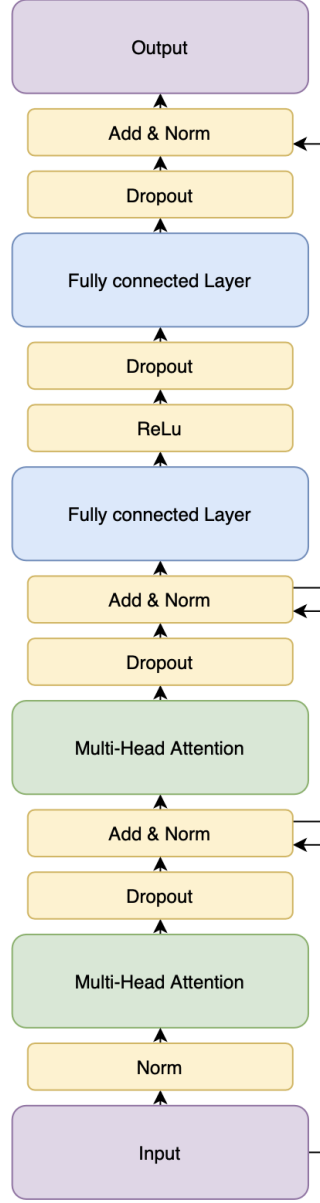 Output
Add & Norm
Dropout
Fully connected Layer
Dropout
ReLu
Fully connected Layer
Add & Norm
Dropout
Multi-Head Attention
Add & Norm
Dropout
Multi-Head Attention
Norm
Input